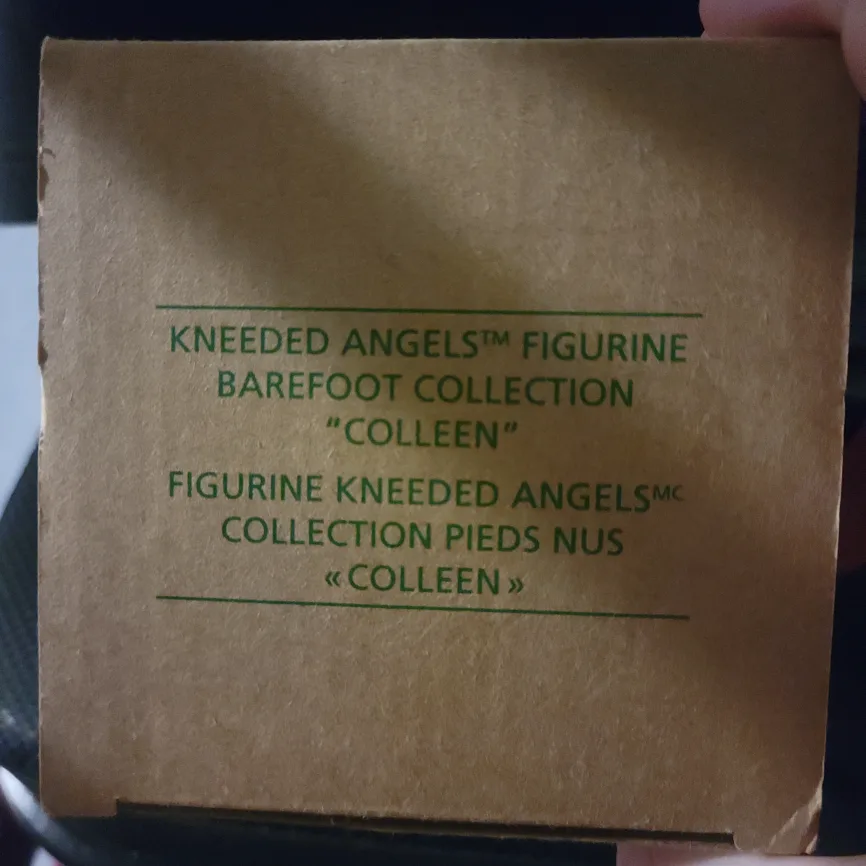 KNEEDED ANGELS™ FIGURINE
BAREFOOT COLLECTION
"COLLEEN"
FIGURINE KNEEDED ANGELSᴹᶜ
COLLECTION PIEDS NUS
«COLLEEN»